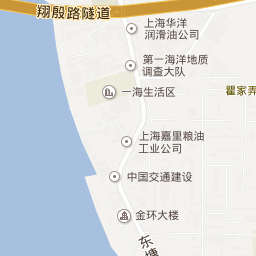 翔殷路隧道
上海华洋
润滑油公司
第一海洋地质
调查大队
一海生活区
瞿家弄
上海嘉里粮油
工业公司
中国交通建设
金环大楼
东塘